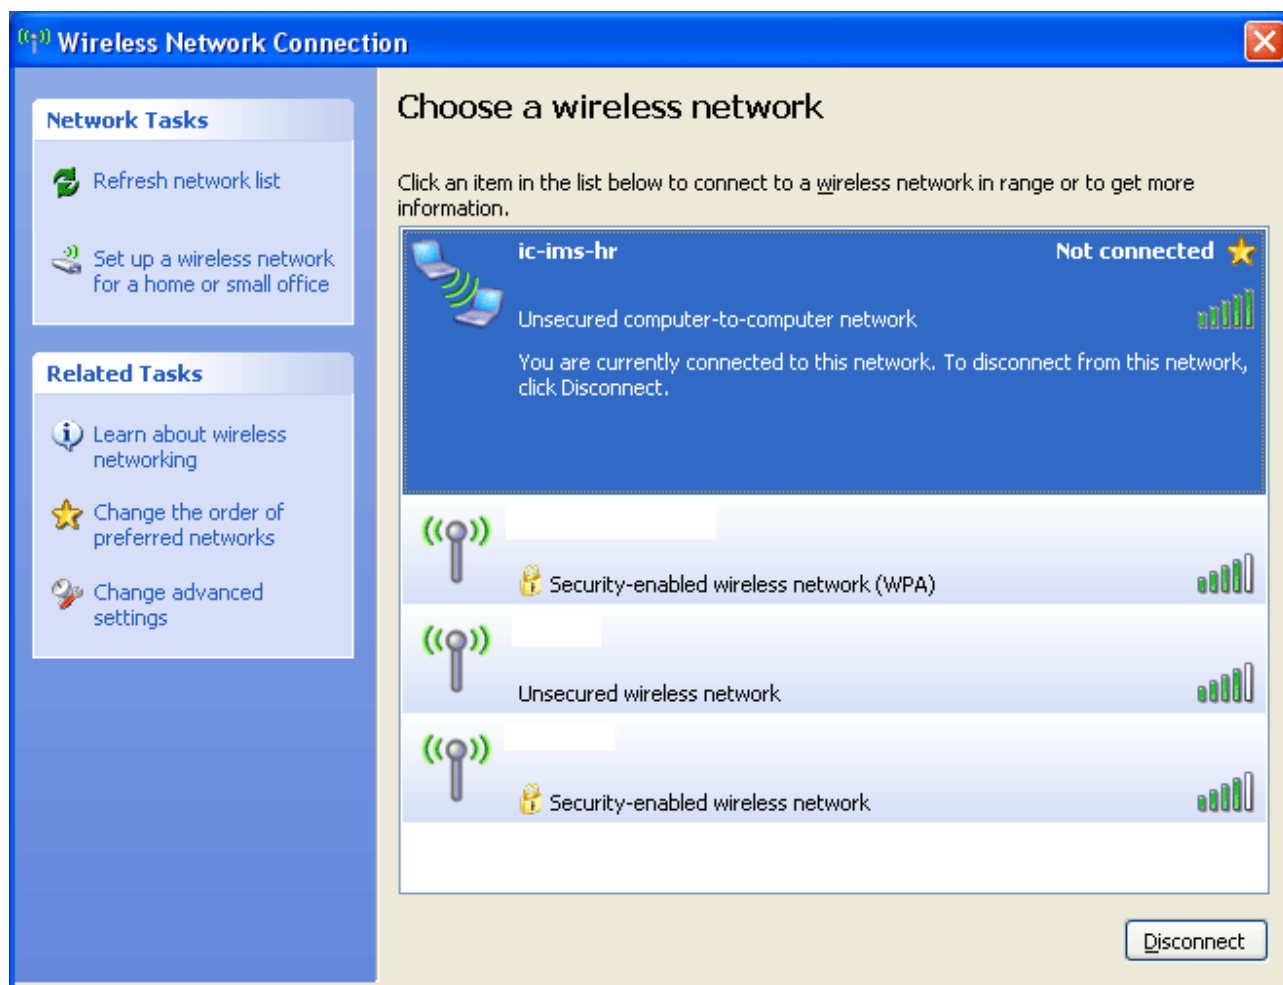 Wireless Network Connection
Network Tasks
Refresh network list
Set up a wireless network
for a home or small office
Related Tasks
Learn about wireless
networking
Change the order of
preferred networks
Change advanced
settings
Choose a wireless network
Click an item in the list below to connect to a wireless network in range or to get more
information.
ic-ims-hr Not connected
Unsecured computer-to-computer network
You are currently connected to this network. To disconnect from this network,
click Disconnect.
Security-enabled wireless network (WPA)
Unsecured wireless network
Security-enabled wireless network
Disconnect